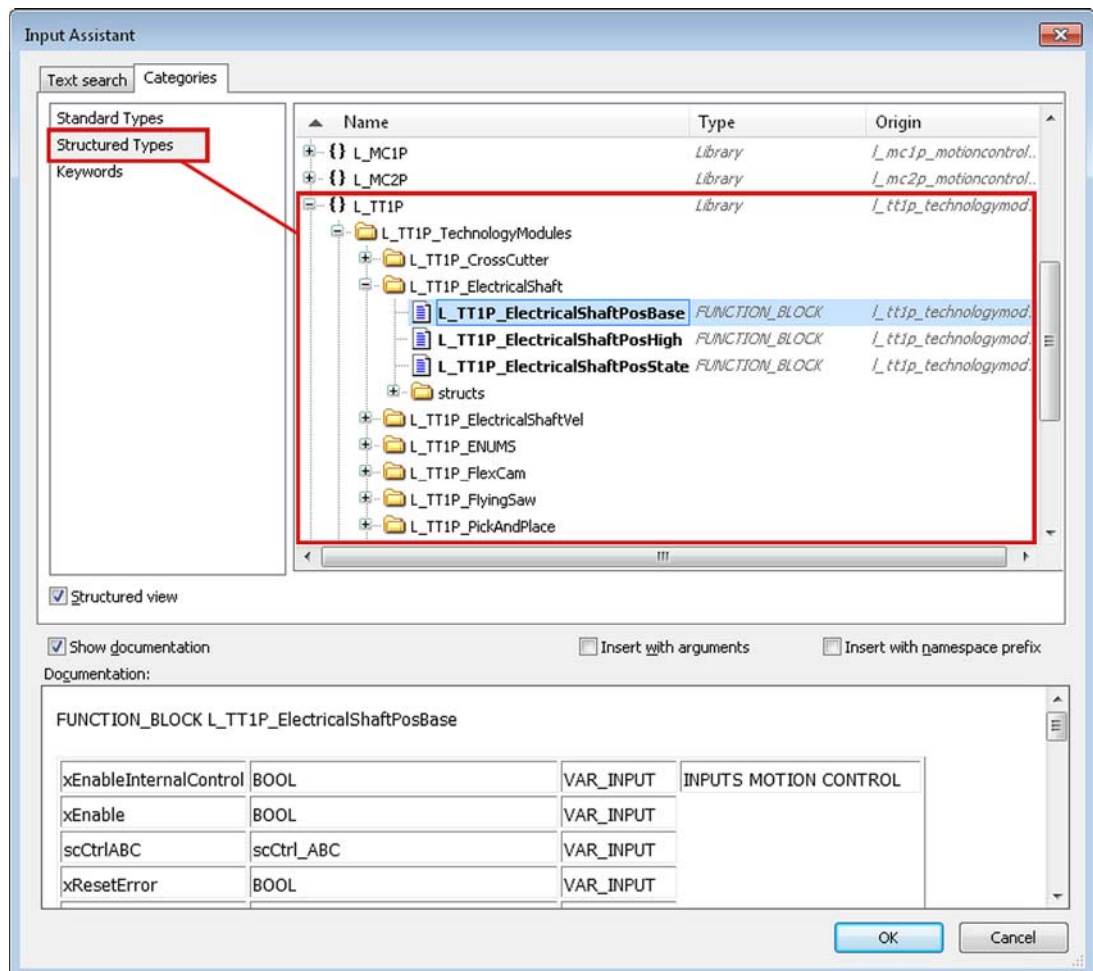 Input Assistant
Text search Categories
Standard Types
Structured Types
Keywords
Name Type Origin
{} L_MC1P Library l_mc1p_motioncontrol..
{} L_MC2P Library l_mc2p_motioncontrol..
{} L_TT1P Library l_tt1p_technologymod.
L_TT1P_TechnologyModules
L_TT1P_CrossCutter
L_TT1P_ElectricalShaft
L_TT1P_ElectricalShaftPosBase FUNCTION_BLOCK l_tt1p_technologymod.
L_TT1P_ElectricalShaftPosHigh FUNCTION_BLOCK l_tt1p_technologymod.
L_TT1P_ElectricalShaftPosState FUNCTION_BLOCK l_tt1p_technologymod.
structs
L_TT1P_ElectricalShaftVel
L_TT1P_ENUMS
L_TT1P_FlexCam
L_TT1P_FlyingSaw
L_TT1P_PickAndPlace
Structured view
Show documentation Insert with arguments Insert with namespace prefix
Documentation:
FUNCTION_BLOCK L_TT1P_ElectricalShaftPosBase
xEnableInternalControl BOOL VAR_INPUT INPUTS MOTION CONTROL
xEnable BOOL VAR_INPUT
scCtrlABC scCtrl_ABC VAR_INPUT
xResetError BOOL VAR_INPUT
OK Cancel